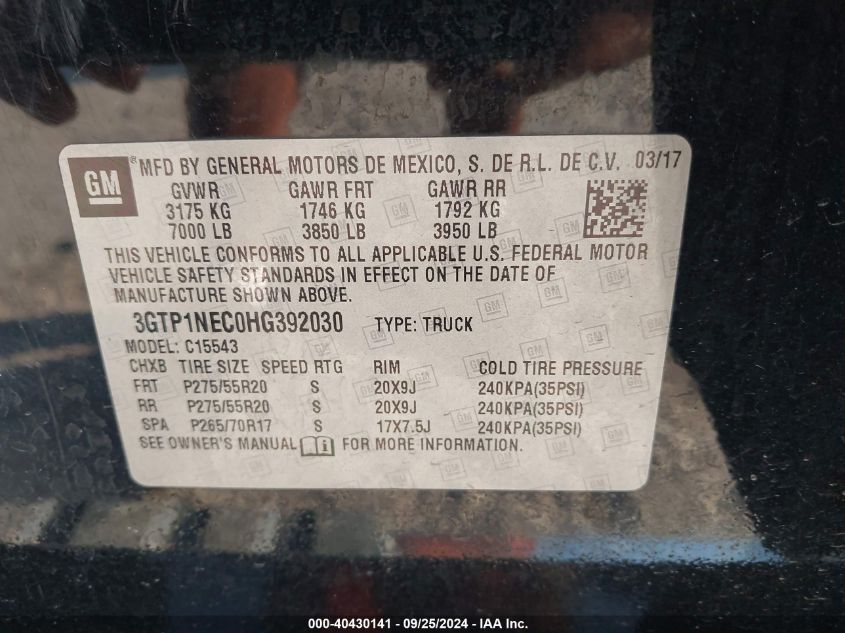 GM ® MFD BY GENERAL MOTORS DE MEXICO, S. DE R.L. DE C.V. 03/17
GVWR GAWR FRT GAWR RR
3175 KG 1746 KG 1792 KG
7000 LB 3850 LB 3950 LB
THIS VEHICLE CONFORMS TO ALL APPLICABLE U.S. FEDERAL MOTOR
VEHICLE SAFETY STANDARDS IN EFFECT ON THE DATE OF
MANUFACTURE SHOWN ABOVE.
3GTP1NEC0HG392030 TYPE: TRUCK
MODEL: C15543
CHXB TIRE SIZE SPEED RTG RIM COLD TIRE PRESSURE
FRT P275/55R20 S 20X9J 240KPA(35PSI)
RR P275/55R20 S 20X9J 240KPA(35PSI)
SPA P265/70R17 S 17X7.5J 240KPA(35PSI)
SEE OWNER'S MANUAL FOR MORE INFORMATION.
000-40430141 - 09/25/2024 - IAA Inc.